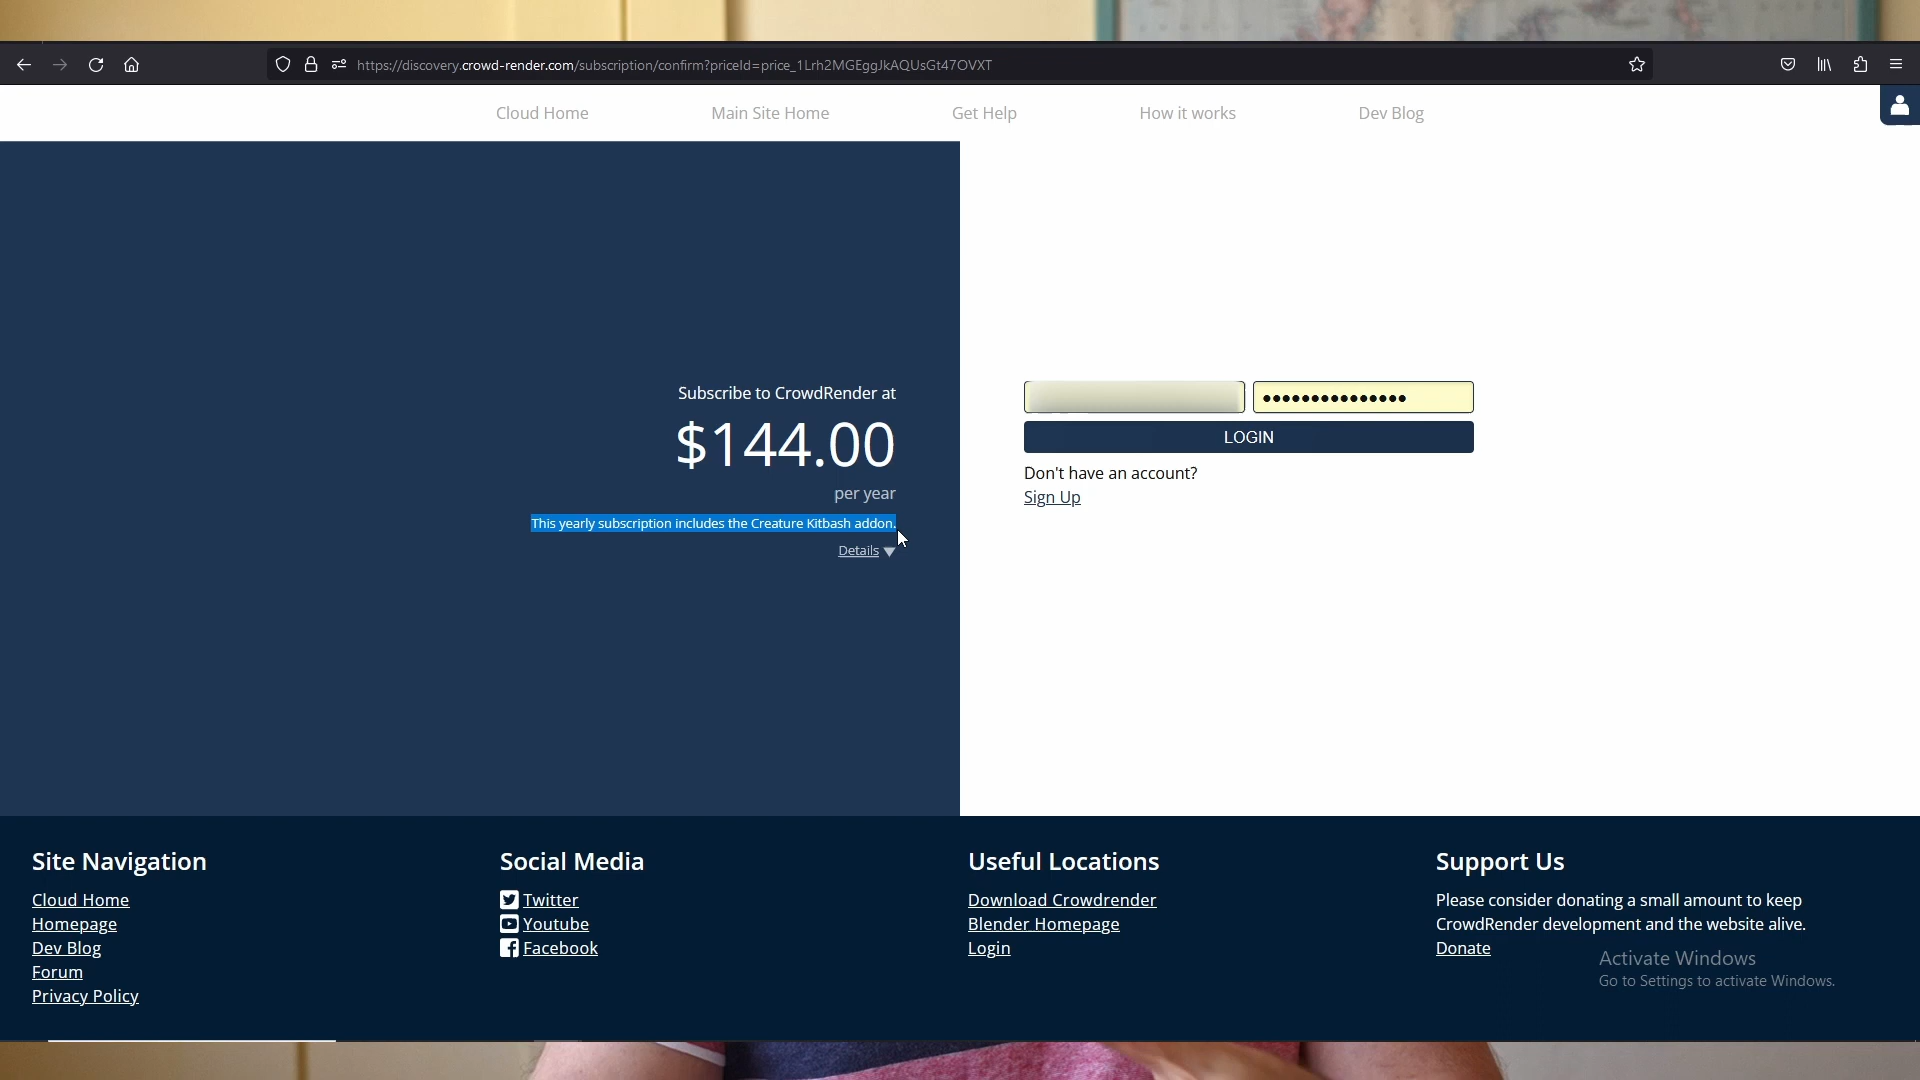 https://discovery.crowd-render.com/subscription/confirm?priceId=price_1Lrh2MGEggJkAQUsGt47OVXT
Cloud Home
Main Site Home
Get Help
How it works
Dev Blog
Subscribe to CrowdRender at
$144.00
per year
This yearly subscription includes the Creature Kitbash addon.
Details
LOGIN
Don't have an account?
Sign Up
Site Navigation
Cloud Home
Homepage
Dev Blog
Forum
Privacy Policy
Social Media
Twitter
Youtube
Facebook
Useful Locations
Download Crowdrender
Blender Homepage
Login
Support Us
Please consider donating a small amount to keep
CrowdRender development and the website alive.
Donate
Activate Windows
Go to Settings to activate Windows.